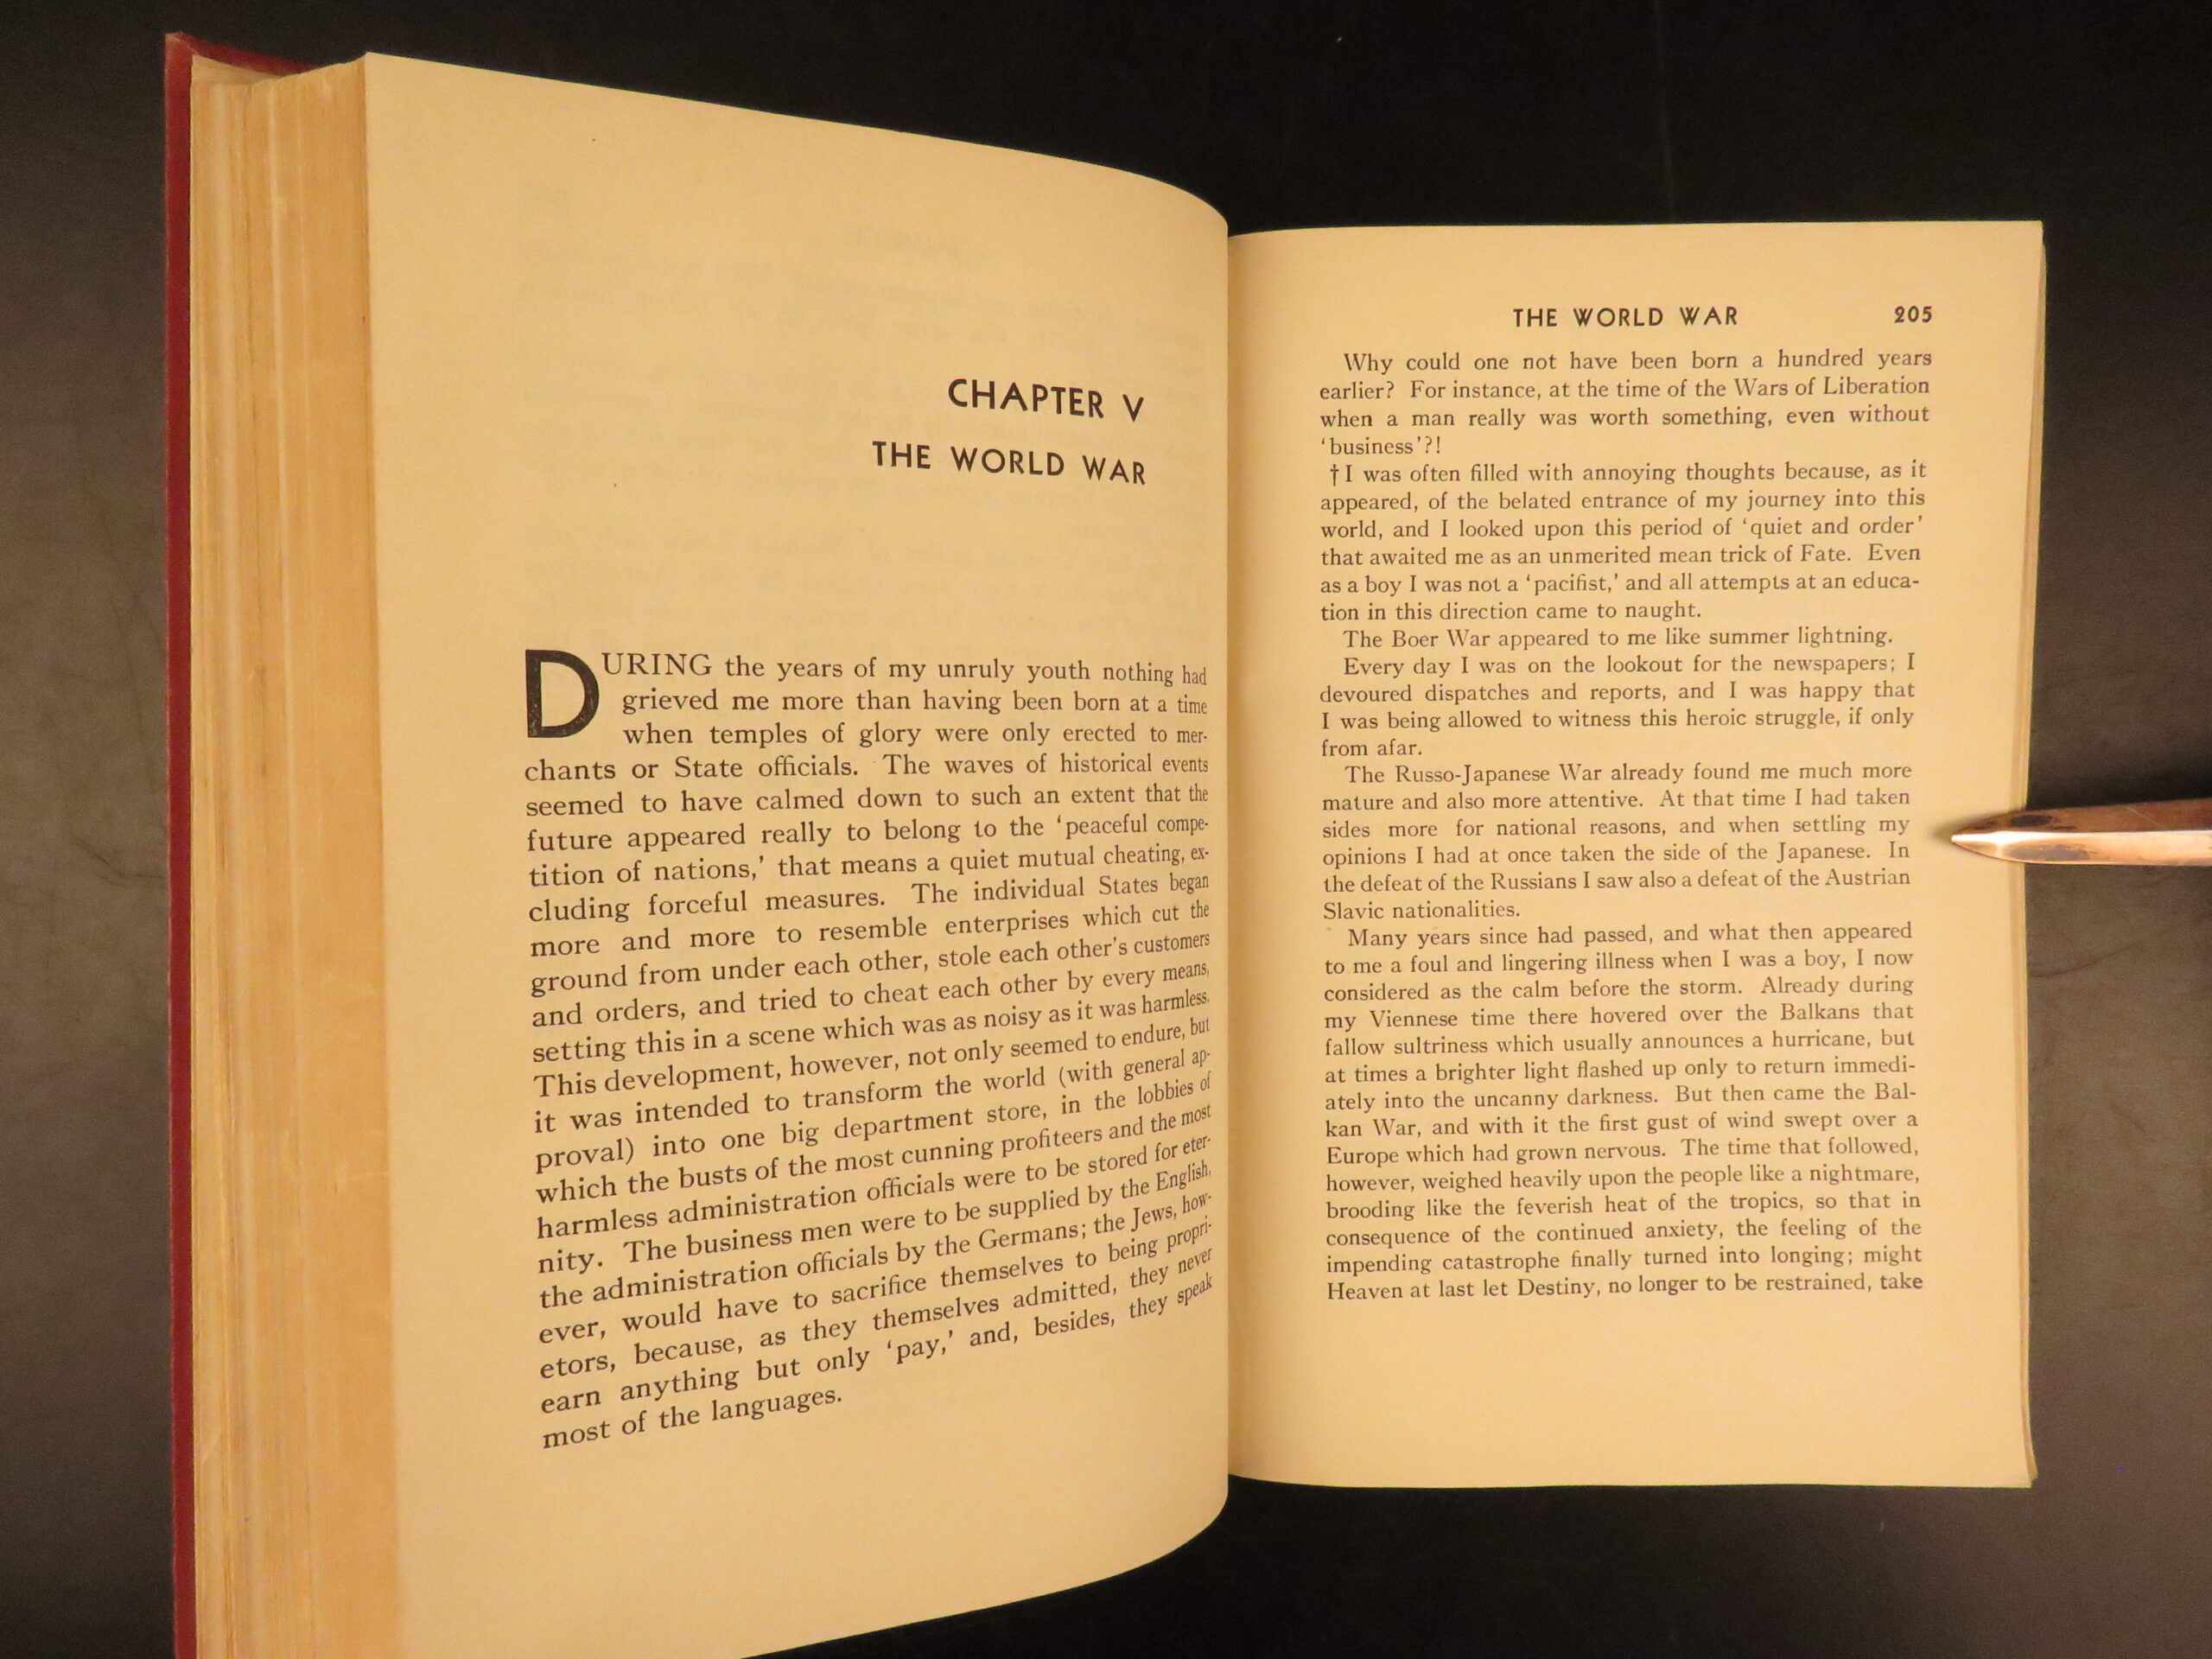 CHAPTER V
THE WORLD WAR
DURING the years of my unruly youth nothing had
grieved me more than having been born at a time
when temples of glory were only erected to mer-
chants or State officials. The waves of historical events
seemed to have calmed down to such an extent that the
future appeared really to belong to the ‘peaceful compe-
tition of nations,’ that means a quiet mutual cheating, ex-
cluding forceful measures. The individual States began
more and more to resemble enterprises which cut the
ground from under each other, stole each other’s customers
and orders, and tried to cheat each other by every means,
setting this in a scene which was as noisy as it was harmless.
This development, however, not only seemed to endure, but
it was intended to transform the world (with general ap-
proval) into one big department store, in the lobbies of
which the busts of the most cunning profiteers and the most
harmless administration officials were to be stored for eter-
nity. The business men were to be supplied by the English,
the administration officials by the Germans; the Jews, how-
ever, would have to sacrifice themselves to being propri-
etors, because, as they themselves admitted, they never
earn anything but only ‘pay,’ and, besides, they speak
most of the languages.
THE WORLD WAR 205
Why could one not have been born a hundred years
earlier? For instance, at the time of the Wars of Liberation
when a man really was worth something, even without
‘business’?!
†I was often filled with annoying thoughts because, as it
appeared, of the belated entrance of my journey into this
world, and I looked upon this period of ‘quiet and order’
that awaited me as an unmerited mean trick of Fate. Even
as a boy I was not a ‘pacifist,’ and all attempts at an educa-
tion in this direction came to naught.
The Boer War appeared to me like summer lightning.
Every day I was on the lookout for the newspapers; I
devoured dispatches and reports, and I was happy that
I was being allowed to witness this heroic struggle, if only
from afar.
The Russo-Japanese War already found me much more
mature and also more attentive. At that time I had taken
sides more for national reasons, and when settling my
opinions I had at once taken the side of the Japanese. In
the defeat of the Russians I saw also a defeat of the Austrian
Slavic nationalities.
Many years since had passed, and what then appeared
to me a foul and lingering illness when I was a boy, I now
considered as the calm before the storm. Already during
my Viennese time there hovered over the Balkans that
fallow sultriness which usually announces a hurricane, but
at times a brighter light flashed up only to return immedi-
ately into the uncanny darkness. But then came the Bal-
kan War, and with it the first gust of wind swept over a
Europe which had grown nervous. The time that followed,
however, weighed heavily upon the people like a nightmare,
brooding like the feverish heat of the tropics, so that in
consequence of the continued anxiety, the feeling of the
impending catastrophe finally turned into longing; might
Heaven at last let Destiny, no longer to be restrained, take